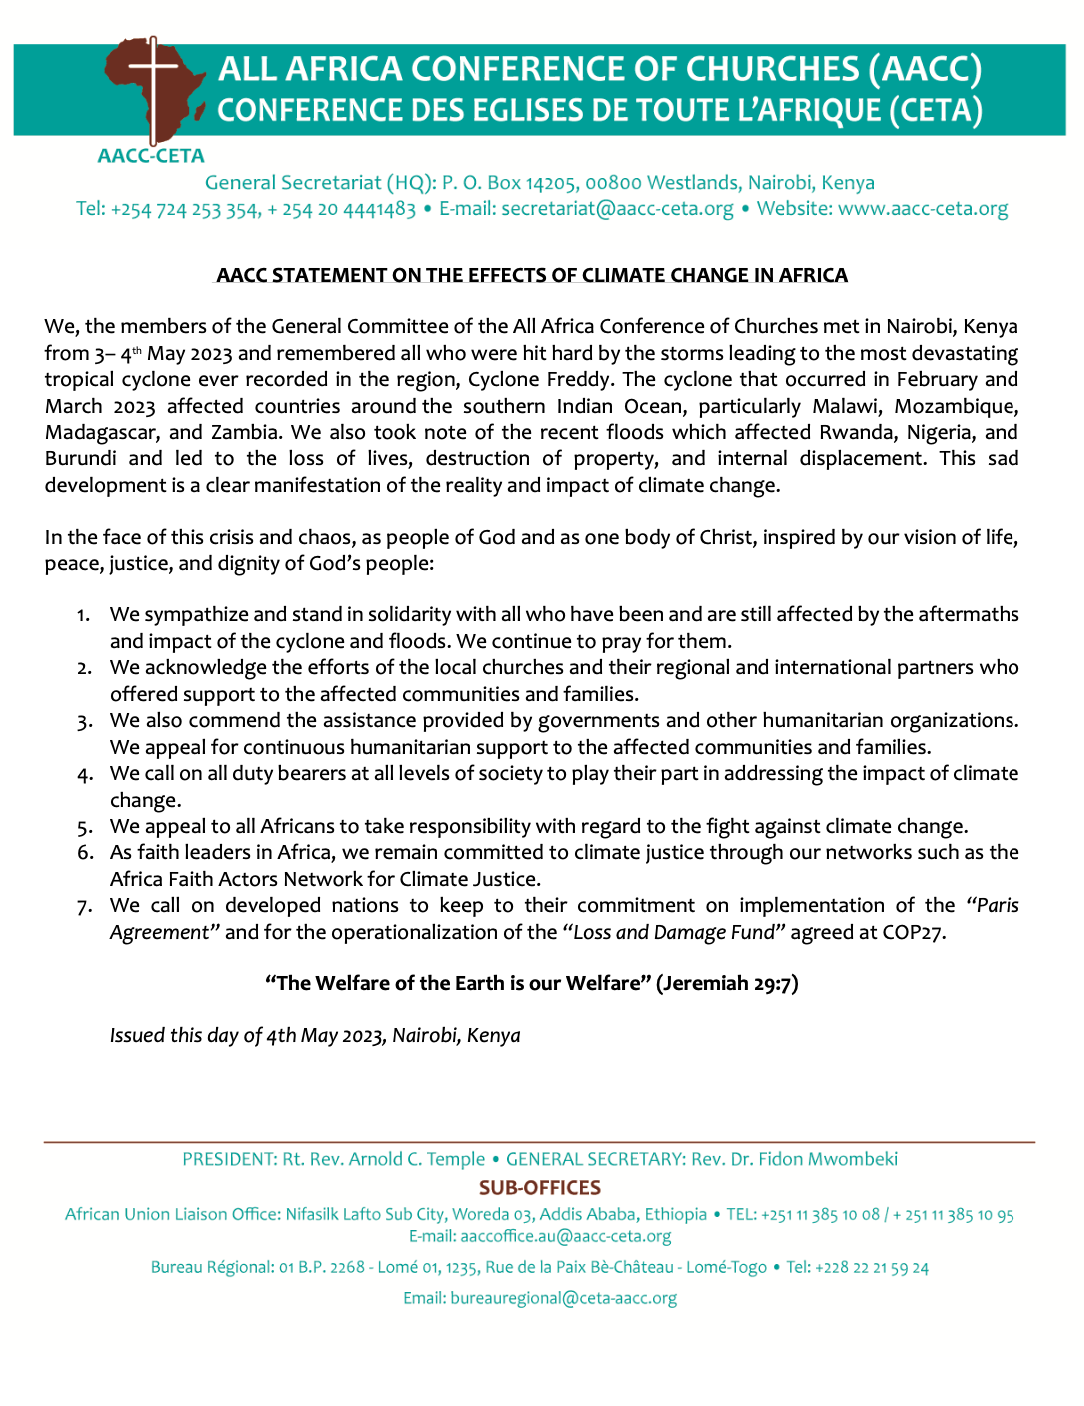 ALL AFRICA CONFERENCE OF CHURCHES (AACC)
CONFERENCE DES EGLISES DE TOUTE L'AFRIQUE (CETA)
AACC-CETA
General Secretariat (HQ): P. O. Box 14205, 00800 Westlands, Nairobi, Kenya
Tel: +254 724 253 354, + 254 20 4441483 • E-mail: secretariat@aacc-ceta.org • Website: www.aacc-ceta.org
AACC STATEMENT ON THE EFFECTS OF CLIMATE CHANGE IN AFRICA
We, the members of the General Committee of the All Africa Conference of Churches met in Nairobi, Kenya
from 3– 4th May 2023 and remembered all who were hit hard by the storms leading to the most devastating
tropical cyclone ever recorded in the region, Cyclone Freddy. The cyclone that occurred in February and
March 2023 affected countries around the southern Indian Ocean, particularly Malawi, Mozambique,
Madagascar, and Zambia. We also took note of the recent floods which affected Rwanda, Nigeria, and
Burundi and led to the loss of lives, destruction of property, and internal displacement. This sad
development is a clear manifestation of the reality and impact of climate change.
In the face of this crisis and chaos, as people of God and as one body of Christ, inspired by our vision of life,
peace, justice, and dignity of God's people:
1. We sympathize and stand in solidarity with all who have been and are still affected by the aftermaths
and impact of the cyclone and floods. We continue to pray for them.
2. We acknowledge the efforts of the local churches and their regional and international partners who
offered support to the affected communities and families.
3. We also commend the assistance provided by governments and other humanitarian organizations.
We appeal for continuous humanitarian support to the affected communities and families.
4. We call on all duty bearers at all levels of society to play their part in addressing the impact of climate
change.
5. We appeal to all Africans to take responsibility with regard to the fight against climate change.
6. As faith leaders in Africa, we remain committed to climate justice through our networks such as the
Africa Faith Actors Network for Climate Justice.
7. We call on developed nations to keep to their commitment on implementation of the “Paris
Agreement” and for the operationalization of the “Loss and Damage Fund” agreed at COP27.
“The Welfare of the Earth is our Welfare” (Jeremiah 29:7)
Issued this day of 4th May 2023, Nairobi, Kenya
PRESIDENT: Rt. Rev. Arnold C. Temple • GENERAL SECRETARY: Rev. Dr. Fidon Mwombeki
SUB-OFFICES
African Union Liaison Office: Nifasilk Lafto Sub City, Woreda 03, Addis Ababa, Ethiopia • TEL: +251 11 385 10 08 / + 251 11 385 10 95
E-mail: aaccoffice.au@aacc-ceta.org
Bureau Régional: 01 B.P. 2268 - Lomé 01, 1235, Rue de la Paix Bè-Château - Lomé-Togo • Tel: +228 22 21 59 24
Email: bureauregional@ceta-aacc.org